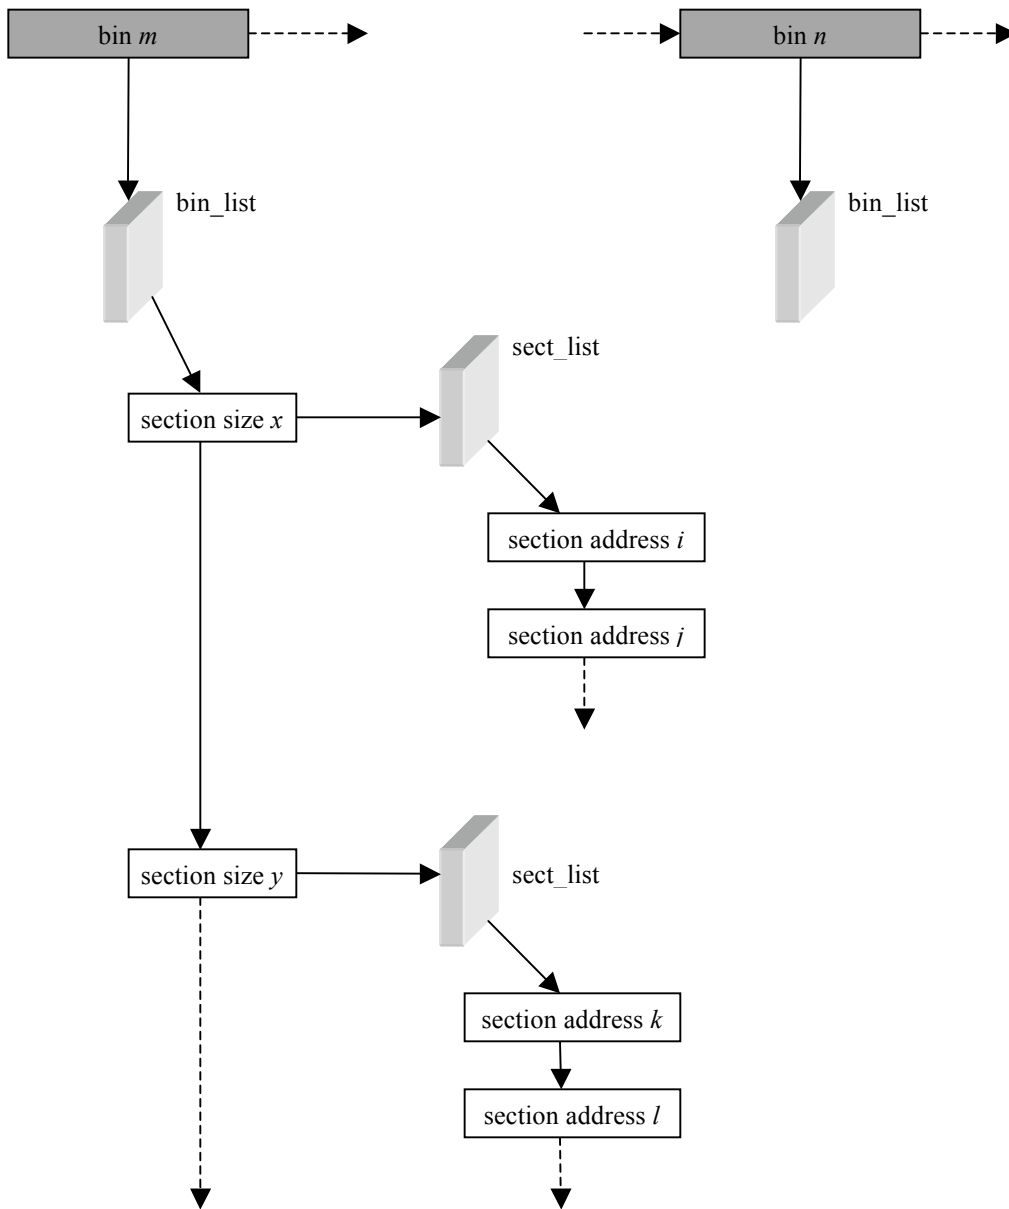 bin m
bin n
bin_list
bin_list
sect_list
section size x
section address i
section address j
section size y
sect_list
section address k
section address l